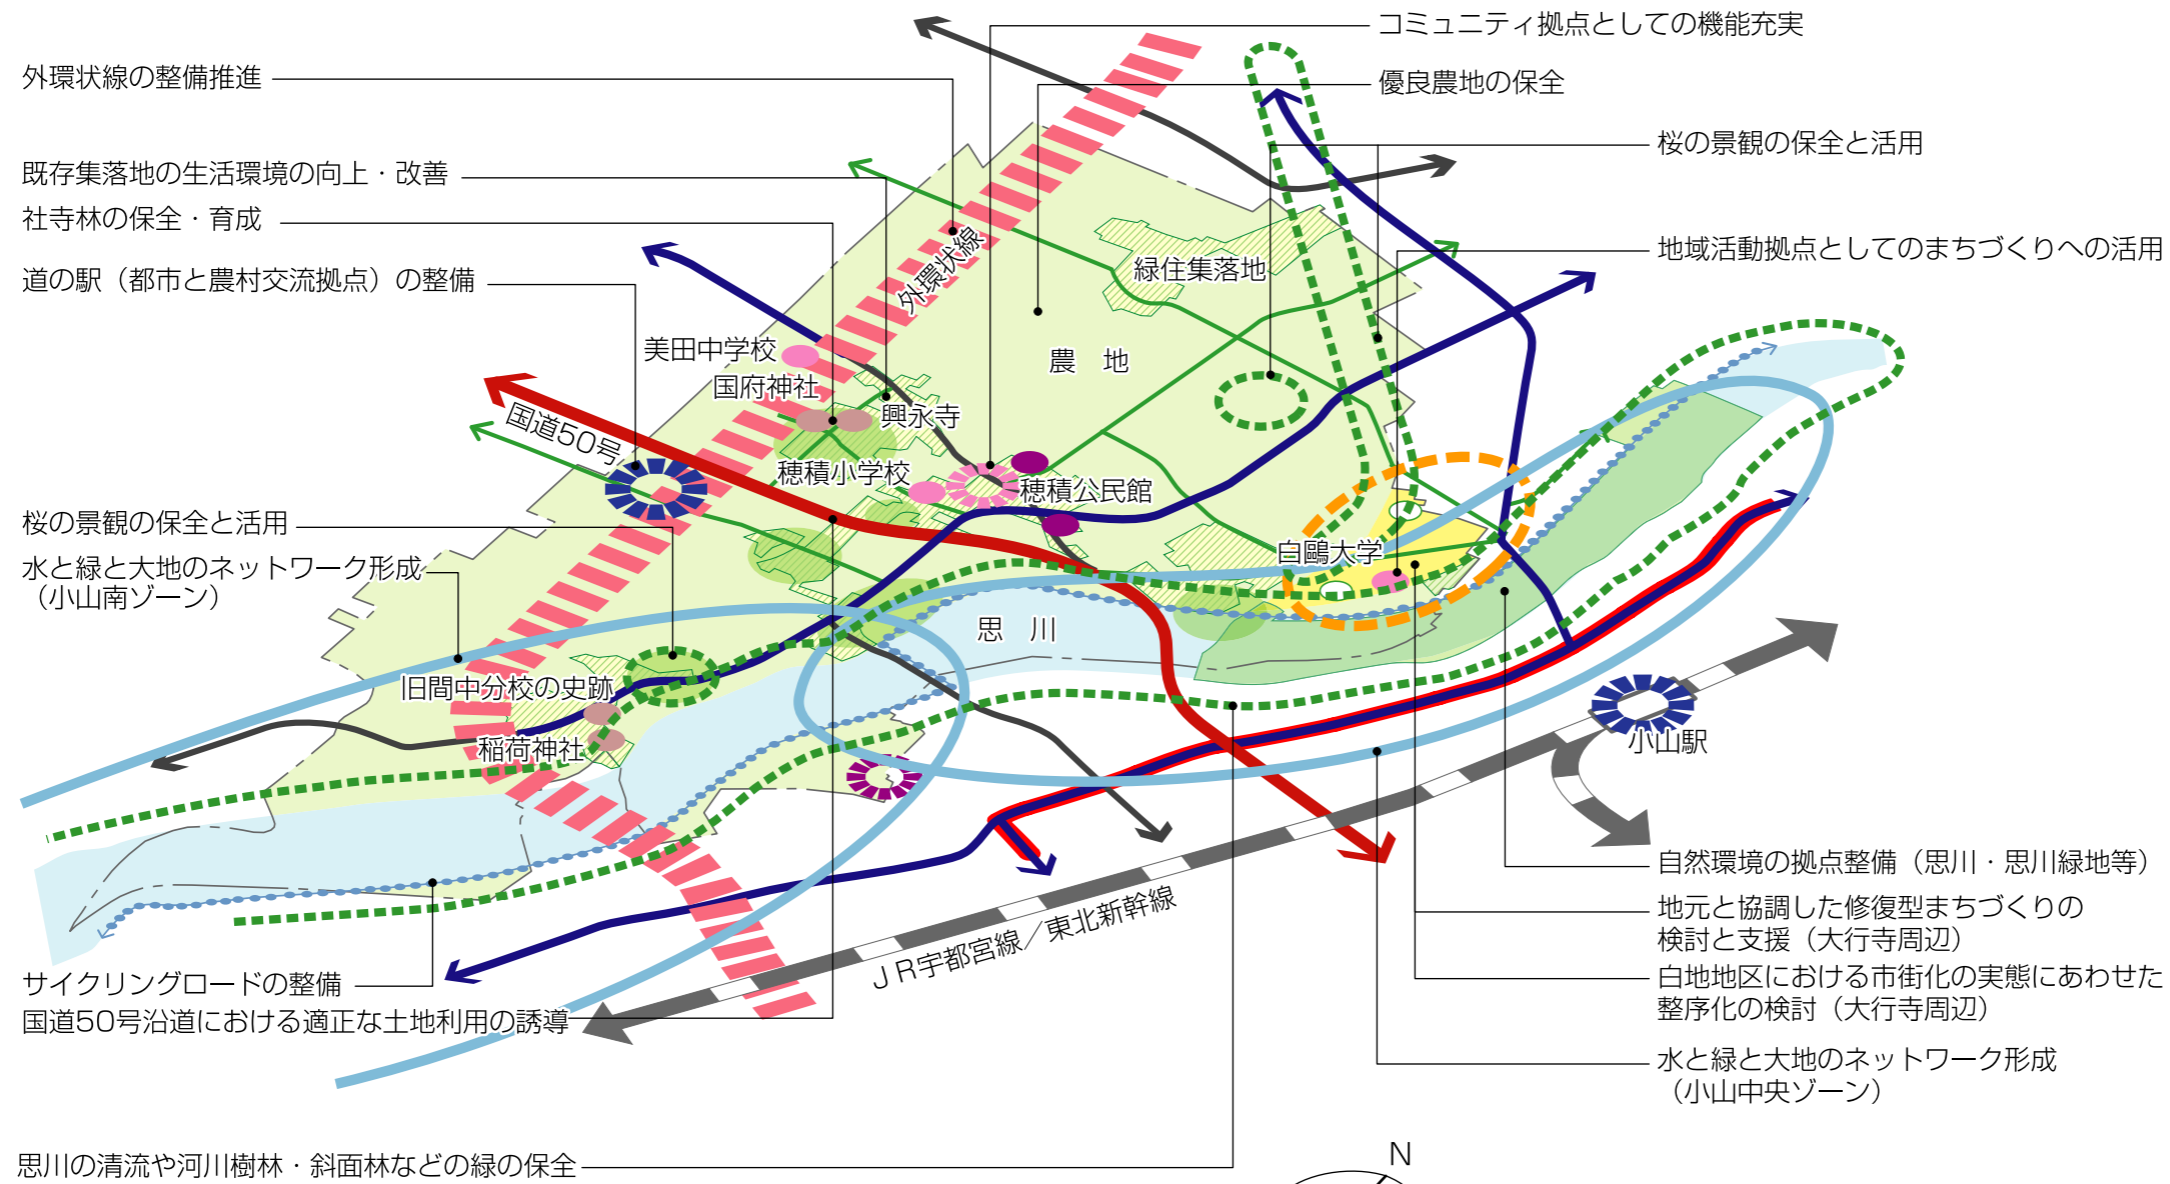 コミュニティ拠点としての機能充実
外環状線の整備推進
優良農地の保全
桜の景観の保全と活用
既存集落地の生活環境の向上・改善
社寺林の保全・育成
地域活動拠点としてのまちづくりへの活用
道の駅（都市と農村交流拠点）の整備
外環状線
緑住集落地
美田中学校
農 地
国府神社
国道50号
興永寺
穂積小学校
穂積公民館
桜の景観の保全と活用
水と緑と大地のネットワーク形成
（小山南ゾーン）
白鷗大学
思 川
旧間中分校の史跡
稲荷神社
小山駅
自然環境の拠点整備（思川・思川緑地等）
地元と協調した修復型まちづくりの
検討と支援（大行寺周辺）
ＪＲ宇都宮線／東北新幹線
サイクリングロードの整備
白地地区における市街化の実態にあわせた
整序化の検討（大行寺周辺）
国道50号沿道における適正な土地利用の誘導
水と緑と大地のネットワーク形成
（小山中央ゾーン）
思川の清流や河川樹林・斜面林などの緑の保全
N